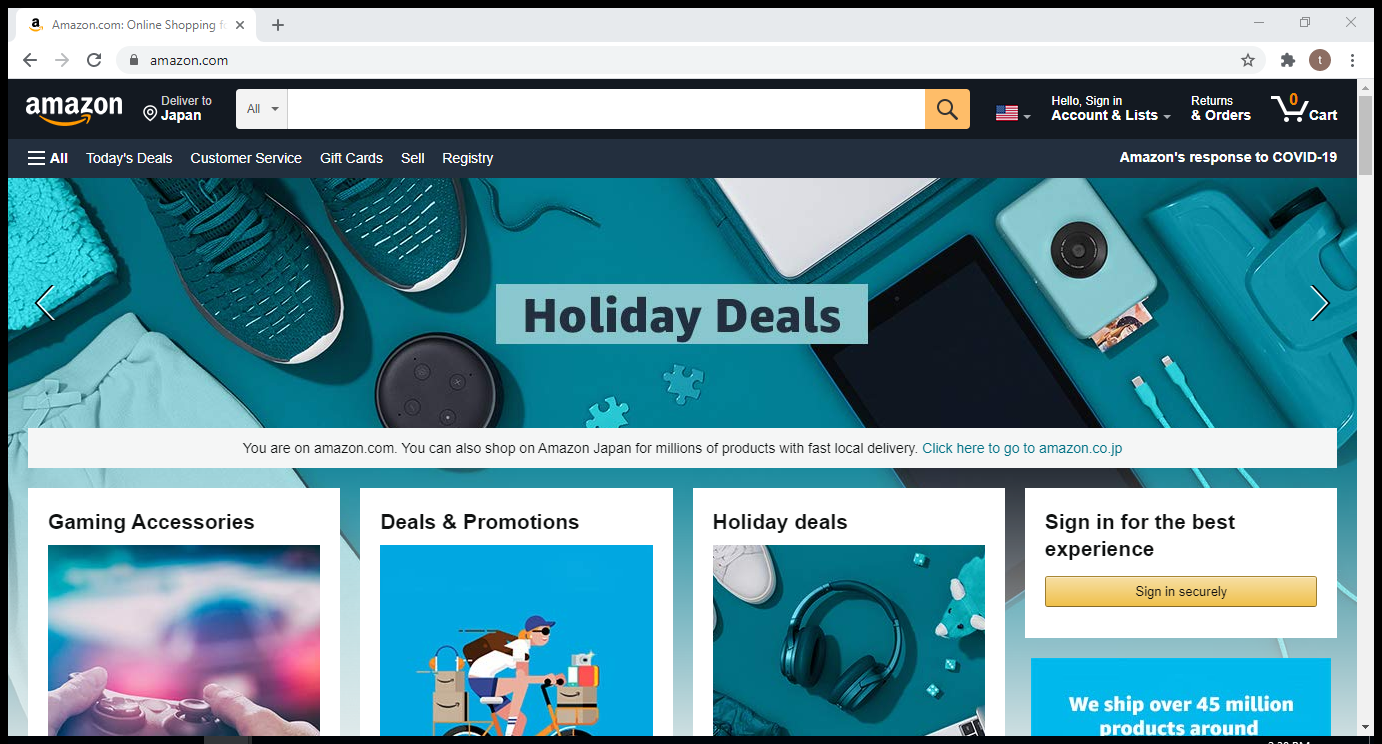 Amazon.com: Online Shopping fo
amazon.com
t
amazon
Deliver to
Japan
All
Hello, Sign in
Account & Lists
Returns
& Orders
0
Cart
All
Today's Deals
Customer Service
Gift Cards
Sell
Registry
Amazon's response to COVID-19
Holiday Deals
You are on amazon.com. You can also shop on Amazon Japan for millions of products with fast local delivery. Click here to go to amazon.co.jp
Gaming Accessories
Deals & Promotions
Holiday deals
Sign in for the best
experience
Sign in securely
We ship over 45 million
products around